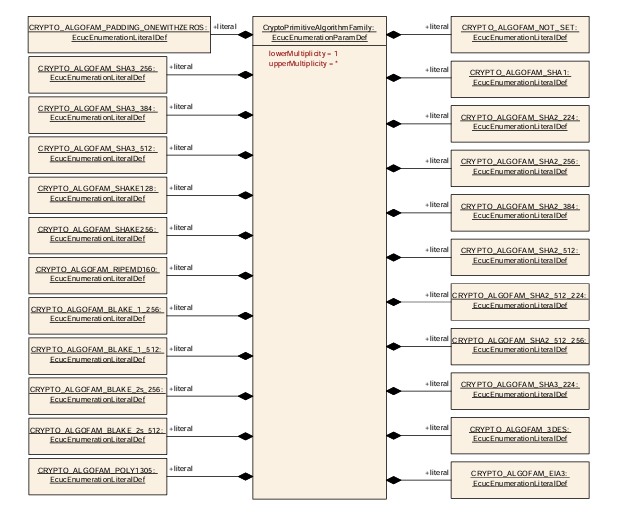 CRYPTO_ALGOFAM_PADDING_ONEWITHZEROS:
EcucEnumerationLiteralDef
+literal
CRYPTO_ALGOFAM_SHA3_256:
EcucEnumerationLiteralDef
+literal
CRYPTO_ALGOFAM_SHA3_384:
EcucEnumerationLiteralDef
+literal
CRYPTO_ALGOFAM_SHA3_512:
EcucEnumerationLiteralDef
+literal
CRYPTO_ALGOFAM_SHAKE128:
EcucEnumerationLiteralDef
+literal
CRYPTO_ALGOFAM_SHAKE256:
EcucEnumerationLiteralDef
+literal
CRYPTO_ALGOFAM_RIPEMD160:
EcucEnumerationLiteralDef
+literal
CRYPTO_ALGOFAM_BLAKE_1_256:
EcucEnumerationLiteralDef
+literal
CRYPTO_ALGOFAM_BLAKE_1_512:
EcucEnumerationLiteralDef
+literal
CRYPTO_ALGOFAM_BLAKE_2s_256:
EcucEnumerationLiteralDef
+literal
CRYPTO_ALGOFAM_BLAKE_2s_512:
EcucEnumerationLiteralDef
+literal
CRYPTO_ALGOFAM_POLY1305:
EcucEnumerationLiteralDef
+literal
CryptoPrimitiveAlgorithmFamily:
EcucEnumerationParamDef
lowerMultiplicity = 1
upperMultiplicity = *
+literal
CRYPTO_ALGOFAM_NOT_SET:
EcucEnumerationLiteralDef
+literal
CRYPTO_ALGOFAM_SHA1:
EcucEnumerationLiteralDef
+literal
CRYPTO_ALGOFAM_SHA2_224:
EcucEnumerationLiteralDef
+literal
CRYPTO_ALGOFAM_SHA2_256:
EcucEnumerationLiteralDef
+literal
CRYPTO_ALGOFAM_SHA2_384:
EcucEnumerationLiteralDef
+literal
CRYPTO_ALGOFAM_SHA2_512:
EcucEnumerationLiteralDef
+literal
CRYPTO_ALGOFAM_SHA2_512_224:
EcucEnumerationLiteralDef
+literal
CRYPTO_ALGOFAM_SHA2_512_256:
EcucEnumerationLiteralDef
+literal
CRYPTO_ALGOFAM_SHA3_224:
EcucEnumerationLiteralDef
+literal
CRYPTO_ALGOFAM_3DES:
EcucEnumerationLiteralDef
+literal
CRYPTO_ALGOFAM_EIA3:
EcucEnumerationLiteralDef